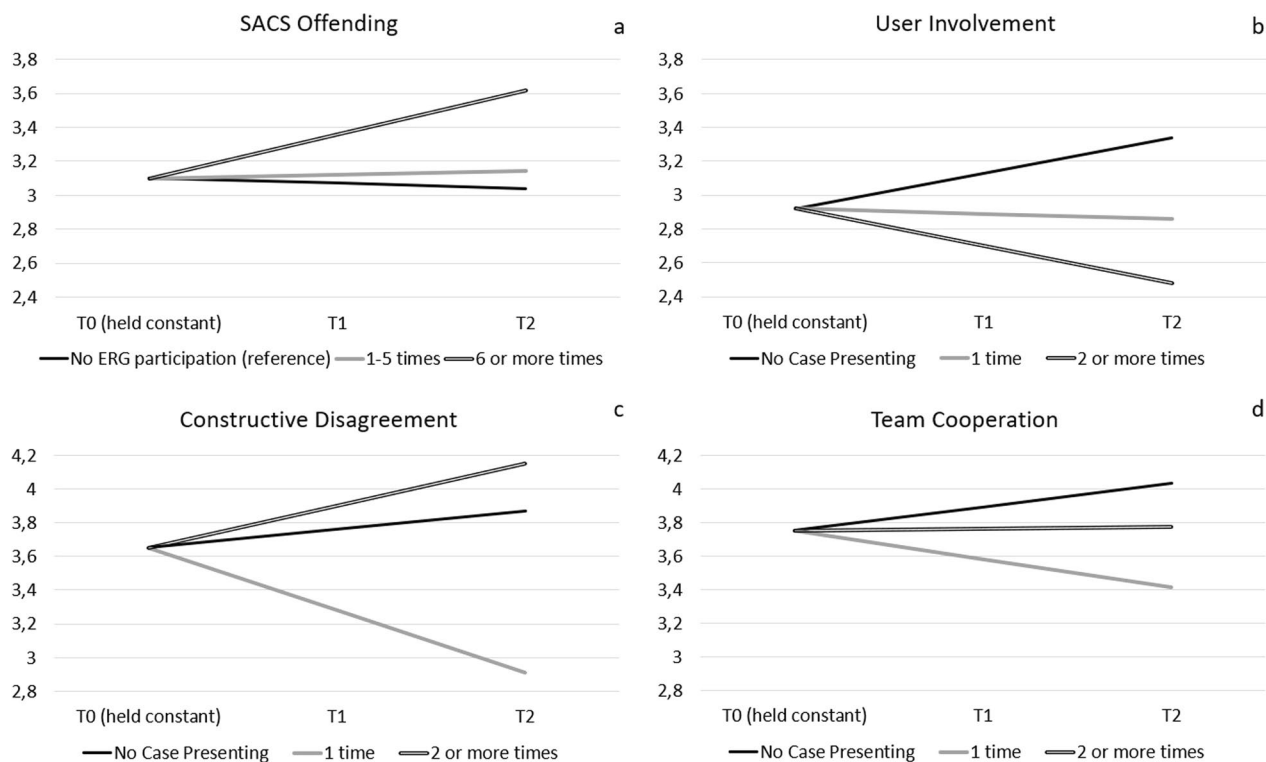 SACS Offending
a
3,8
3,6
3,4
3,2
3
2,8
2,6
2,4
T0 (held constant) T1 T2
No ERG participation (reference) 1-5 times 6 or more times
User Involvement
b
3,8
3,6
3,4
3,2
3
2,8
2,6
2,4
T0 (held constant) T1 T2
No Case Presenting 1 time 2 or more times
Constructive Disagreement
c
4,2
4
3,8
3,6
3,4
3,2
3
2,8
T0 (held constant) T1 T2
No Case Presenting 1 time 2 or more times
Team Cooperation
d
4,2
4
3,8
3,6
3,4
3,2
3
2,8
T0 (held constant) T1 T2
No Case Presenting 1 time 2 or more times